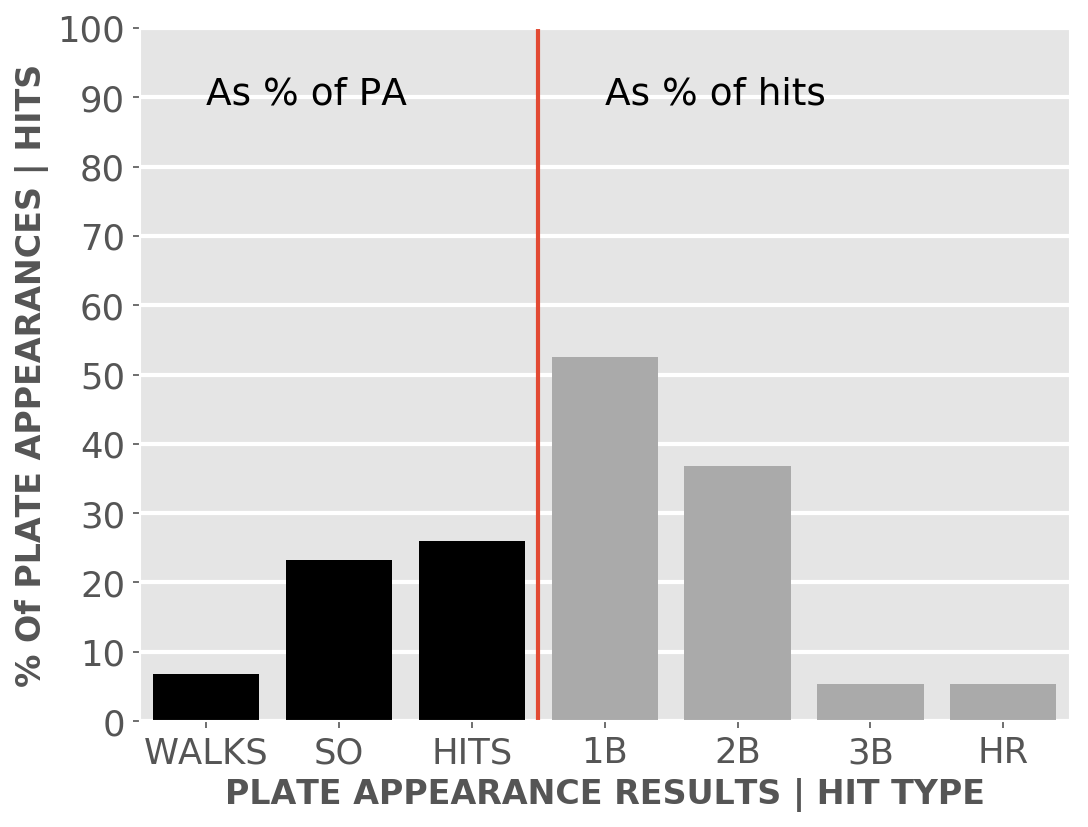 % Of PLATE APPEARANCES | HITS
100
90
80
70
60
50
40
30
20
10
0
As % of PA
As % of hits
WALKS SO HITS 1B 2B 3B HR
PLATE APPEARANCE RESULTS | HIT TYPE